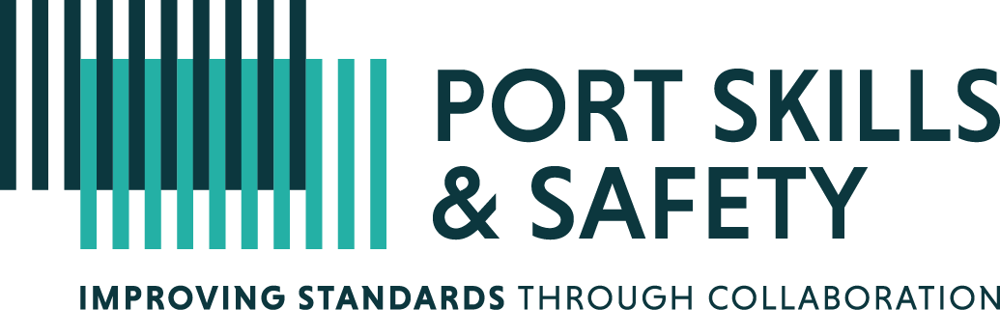 PORT SKILLS
& SAFETY
IMPROVING STANDARDS THROUGH COLLABORATION